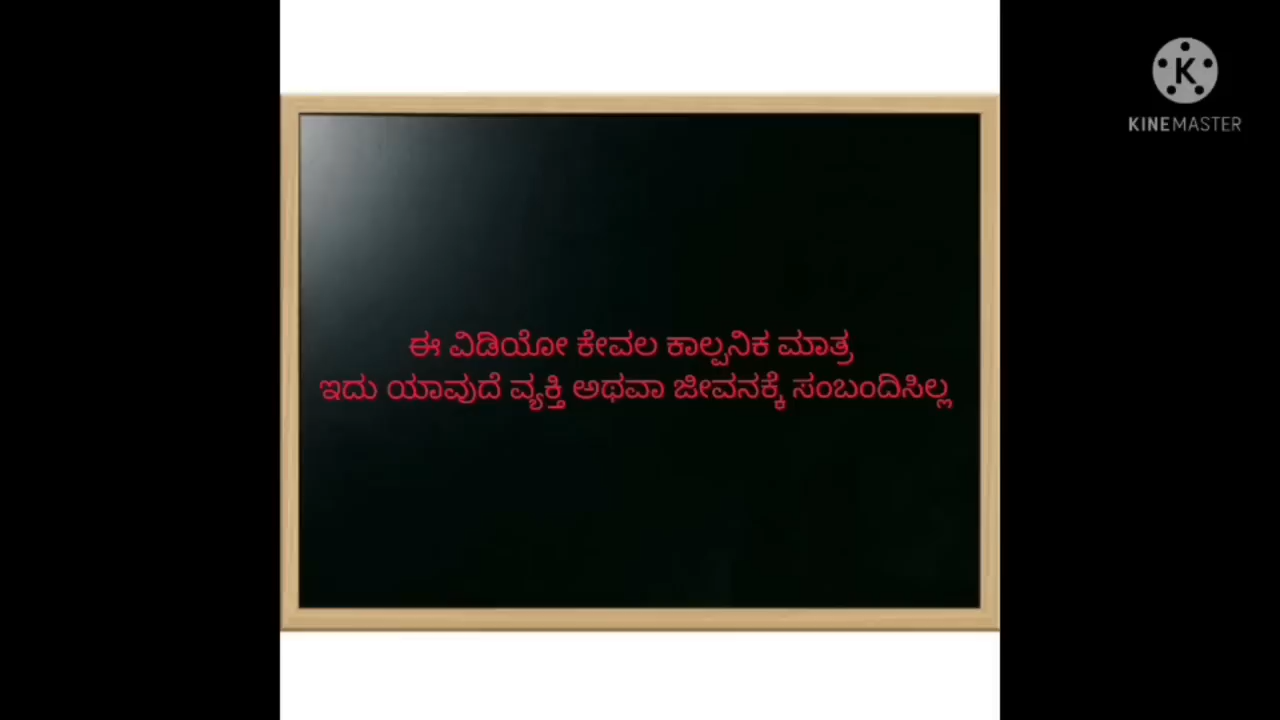 ಈ ವಿಡಿಯೋ ಕೇವಲ ಕಾಲ್ಪನಿಕ ಮಾತ್ರ
ಇದು ಯಾವುದೆ ವ್ಯಕ್ತಿ ಅಥವಾ ಜೀವನಕ್ಕೆ ಸಂಬಂದಿಸಿಲ್ಲ
K
KINEMASTER